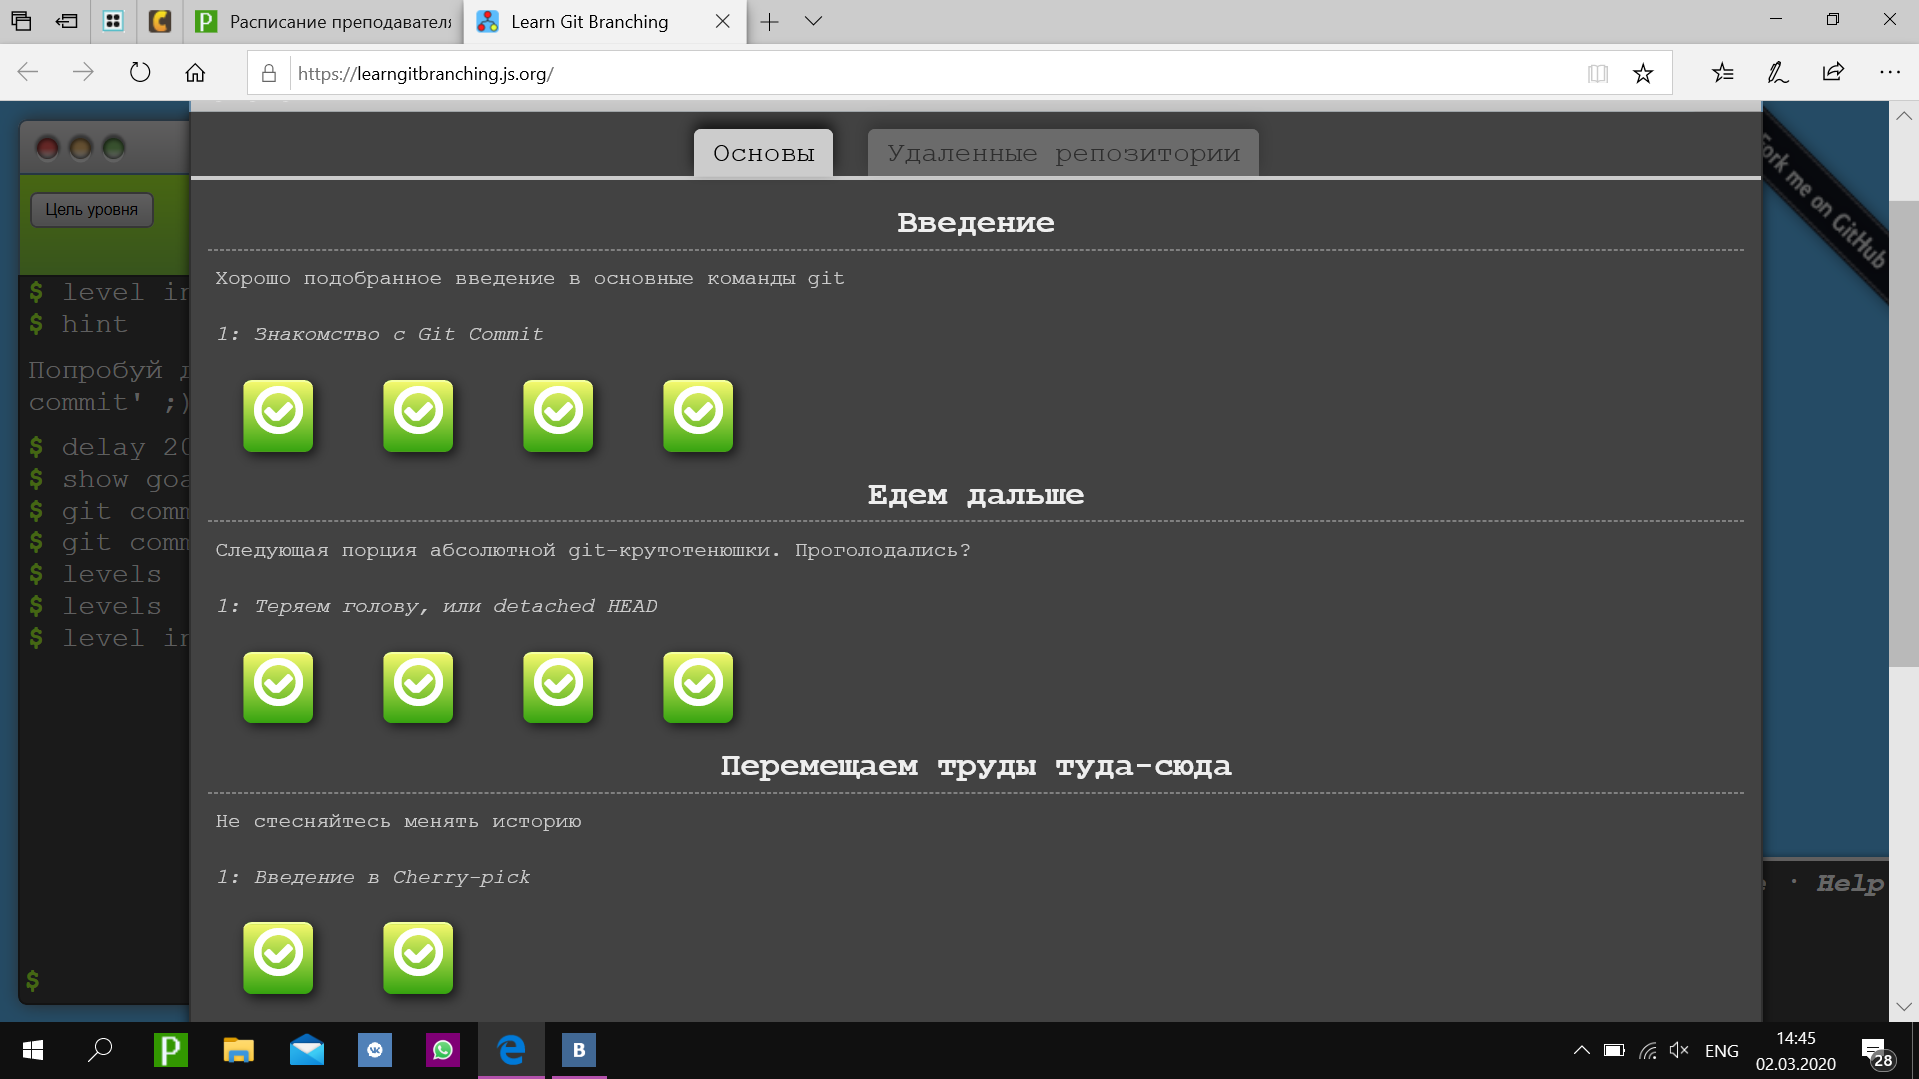 Расписание преподавателя
Learn Git Branching
https://learngitbranching.js.org/
Основы
Удаленные репозитории
Fork me on GitHub
Цель уровня
Введение
Хорошо подобранное введение в основные команды git
1: Знакомство с Git Commit
Едем дальше
Следующая порция абсолютной git-крутотенюшки. Проголодались?
1: Теряем голову, или detached HEAD
Перемещаем труды туда-сюда
Не стесняйтесь менять историю
1: Введение в Cherry-pick
$ level in
$ hint
Попробуй д
commit' ;)
$ delay 20
$ show goa
$ git comm
$ git comm
$ levels
$ levels
$ level in
$
· Help
ENG
14:45
02.03.2020
28